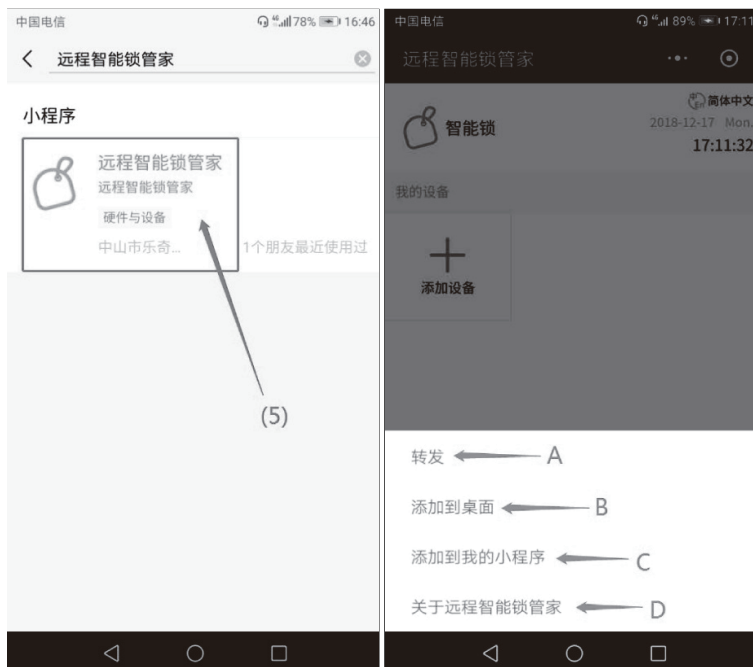 中国电信
46 78% 16:46
远程智能锁管家
小程序
远程智能锁管家
远程智能锁管家
硬件与设备
中山市乐奇...
1个朋友最近使用过
(5)
中国电信
46 89% 17:11
远程智能锁管家
简体中文
智能锁
2018-12-17 Mon.
17:11:32
我的设备
添加设备
转发 A
添加到桌面 B
添加到我的小程序 C
关于远程智能锁管家 D